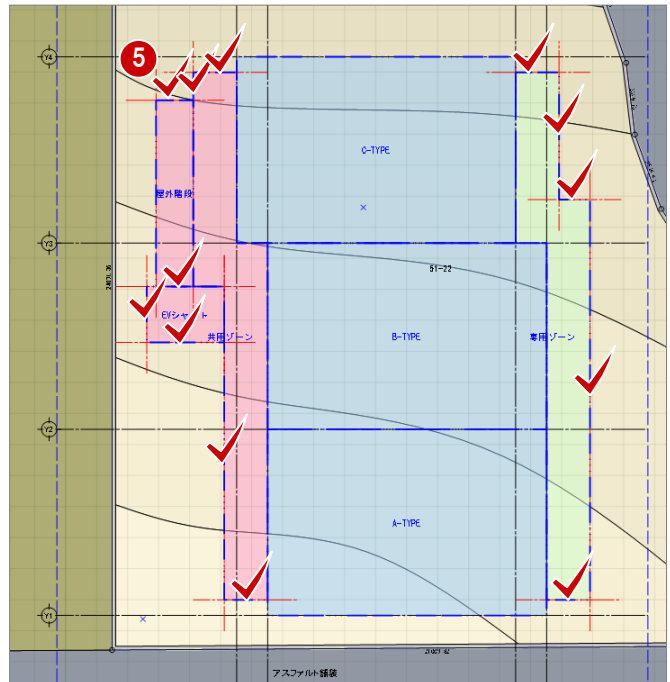 Y4
5
C-TYPE
屋外階段
Y3
51-22
EVシャフト
共用ゾーン
B-TYPE
専用ゾーン
Y2
A-TYPE
Y1
アスファルト舗装